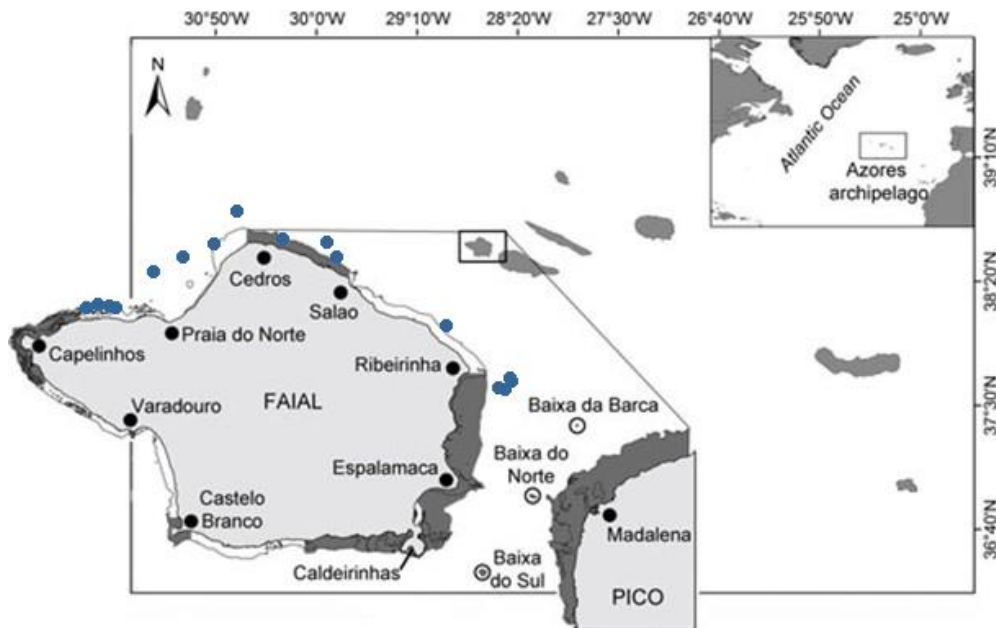 30°50'W 30°00'W 29°10'W 28°20'W 27°30'W 26°40'W 25°50'W 25°00'W
N
Atlantic Ocean
Azores
archipelago
39°10'N
38°20'N
37°30'N
36°40'N
Cedros
Salao
Praia do Norte
Capelinhos
Ribeirinha
FAIAL
Varadouro
Baixa da Barca
Baixa do
Norte
Espalamaca
Castelo
Branco
Madalena
Caldeirinhas
Baixa
do Sul
PICO